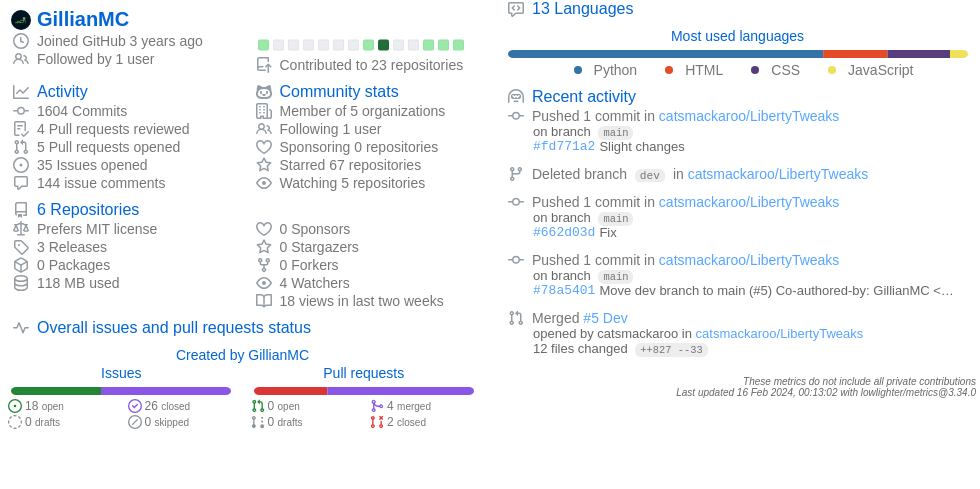 GillianMC
Joined GitHub 3 years ago
Followed by 1 user
Contributed to 23 repositories
Activity
1604 Commits
4 Pull requests reviewed
5 Pull requests opened
35 Issues opened
144 issue comments
Community stats
Member of 5 organizations
Following 1 user
Sponsoring 0 repositories
Starred 67 repositories
Watching 5 repositories
6 Repositories
Prefers MIT license
3 Releases
0 Packages
118 MB used
0 Sponsors
0 Stargazers
0 Forkers
4 Watchers
18 views in last two weeks
Overall issues and pull requests status
Created by GillianMC
Issues
18 open
26 closed
0 drafts
0 skipped
Pull requests
0 open
4 merged
0 drafts
2 closed
13 Languages
Most used languages
Python HTML CSS JavaScript
Recent activity
Pushed 1 commit in catsmackaroo/LibertyTweaks
on branch main
#fd771a2 Slight changes
Deleted branch dev in catsmackaroo/LibertyTweaks
Pushed 1 commit in catsmackaroo/LibertyTweaks
on branch main
#662d03d Fix
Pushed 1 commit in catsmackaroo/LibertyTweaks
on branch main
#78a5401 Move dev branch to main (#5) Co-authored-by: GillianMC <…
Merged #5 Dev
opened by catsmackaroo in catsmackaroo/LibertyTweaks
12 files changed ++827 --33
These metrics do not include all private contributions
Last updated 16 Feb 2024, 00:13:02 with lowlighter/metrics@3.34.0